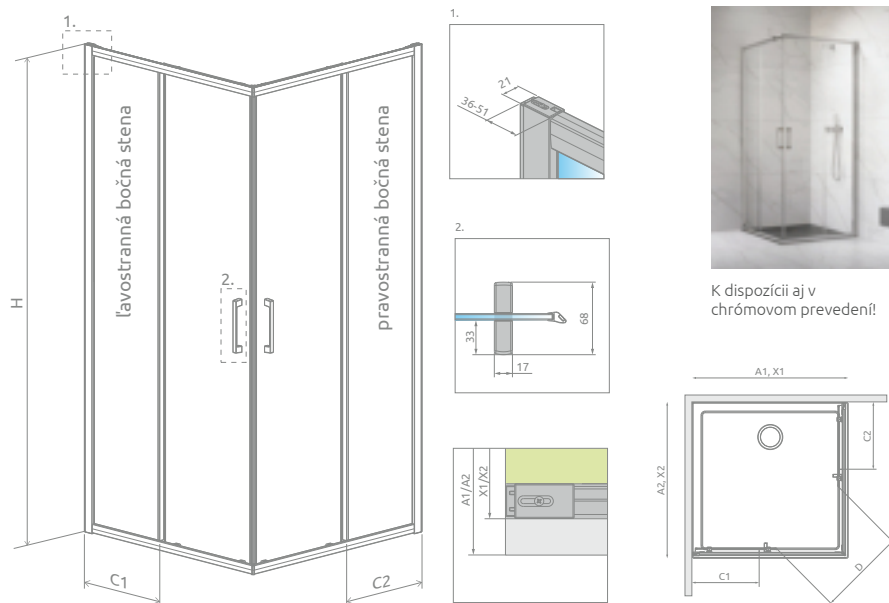 1.
H
ľavostranná bočná stena
pravostranná bočná stena
2.
C1
C2
1.
21
36-51
2.
33
68
17
A1/A2
X1/X2
K dispozícii aj v
chrómovom prevedení!
A1, X1
A2, X2
C2
C1
D